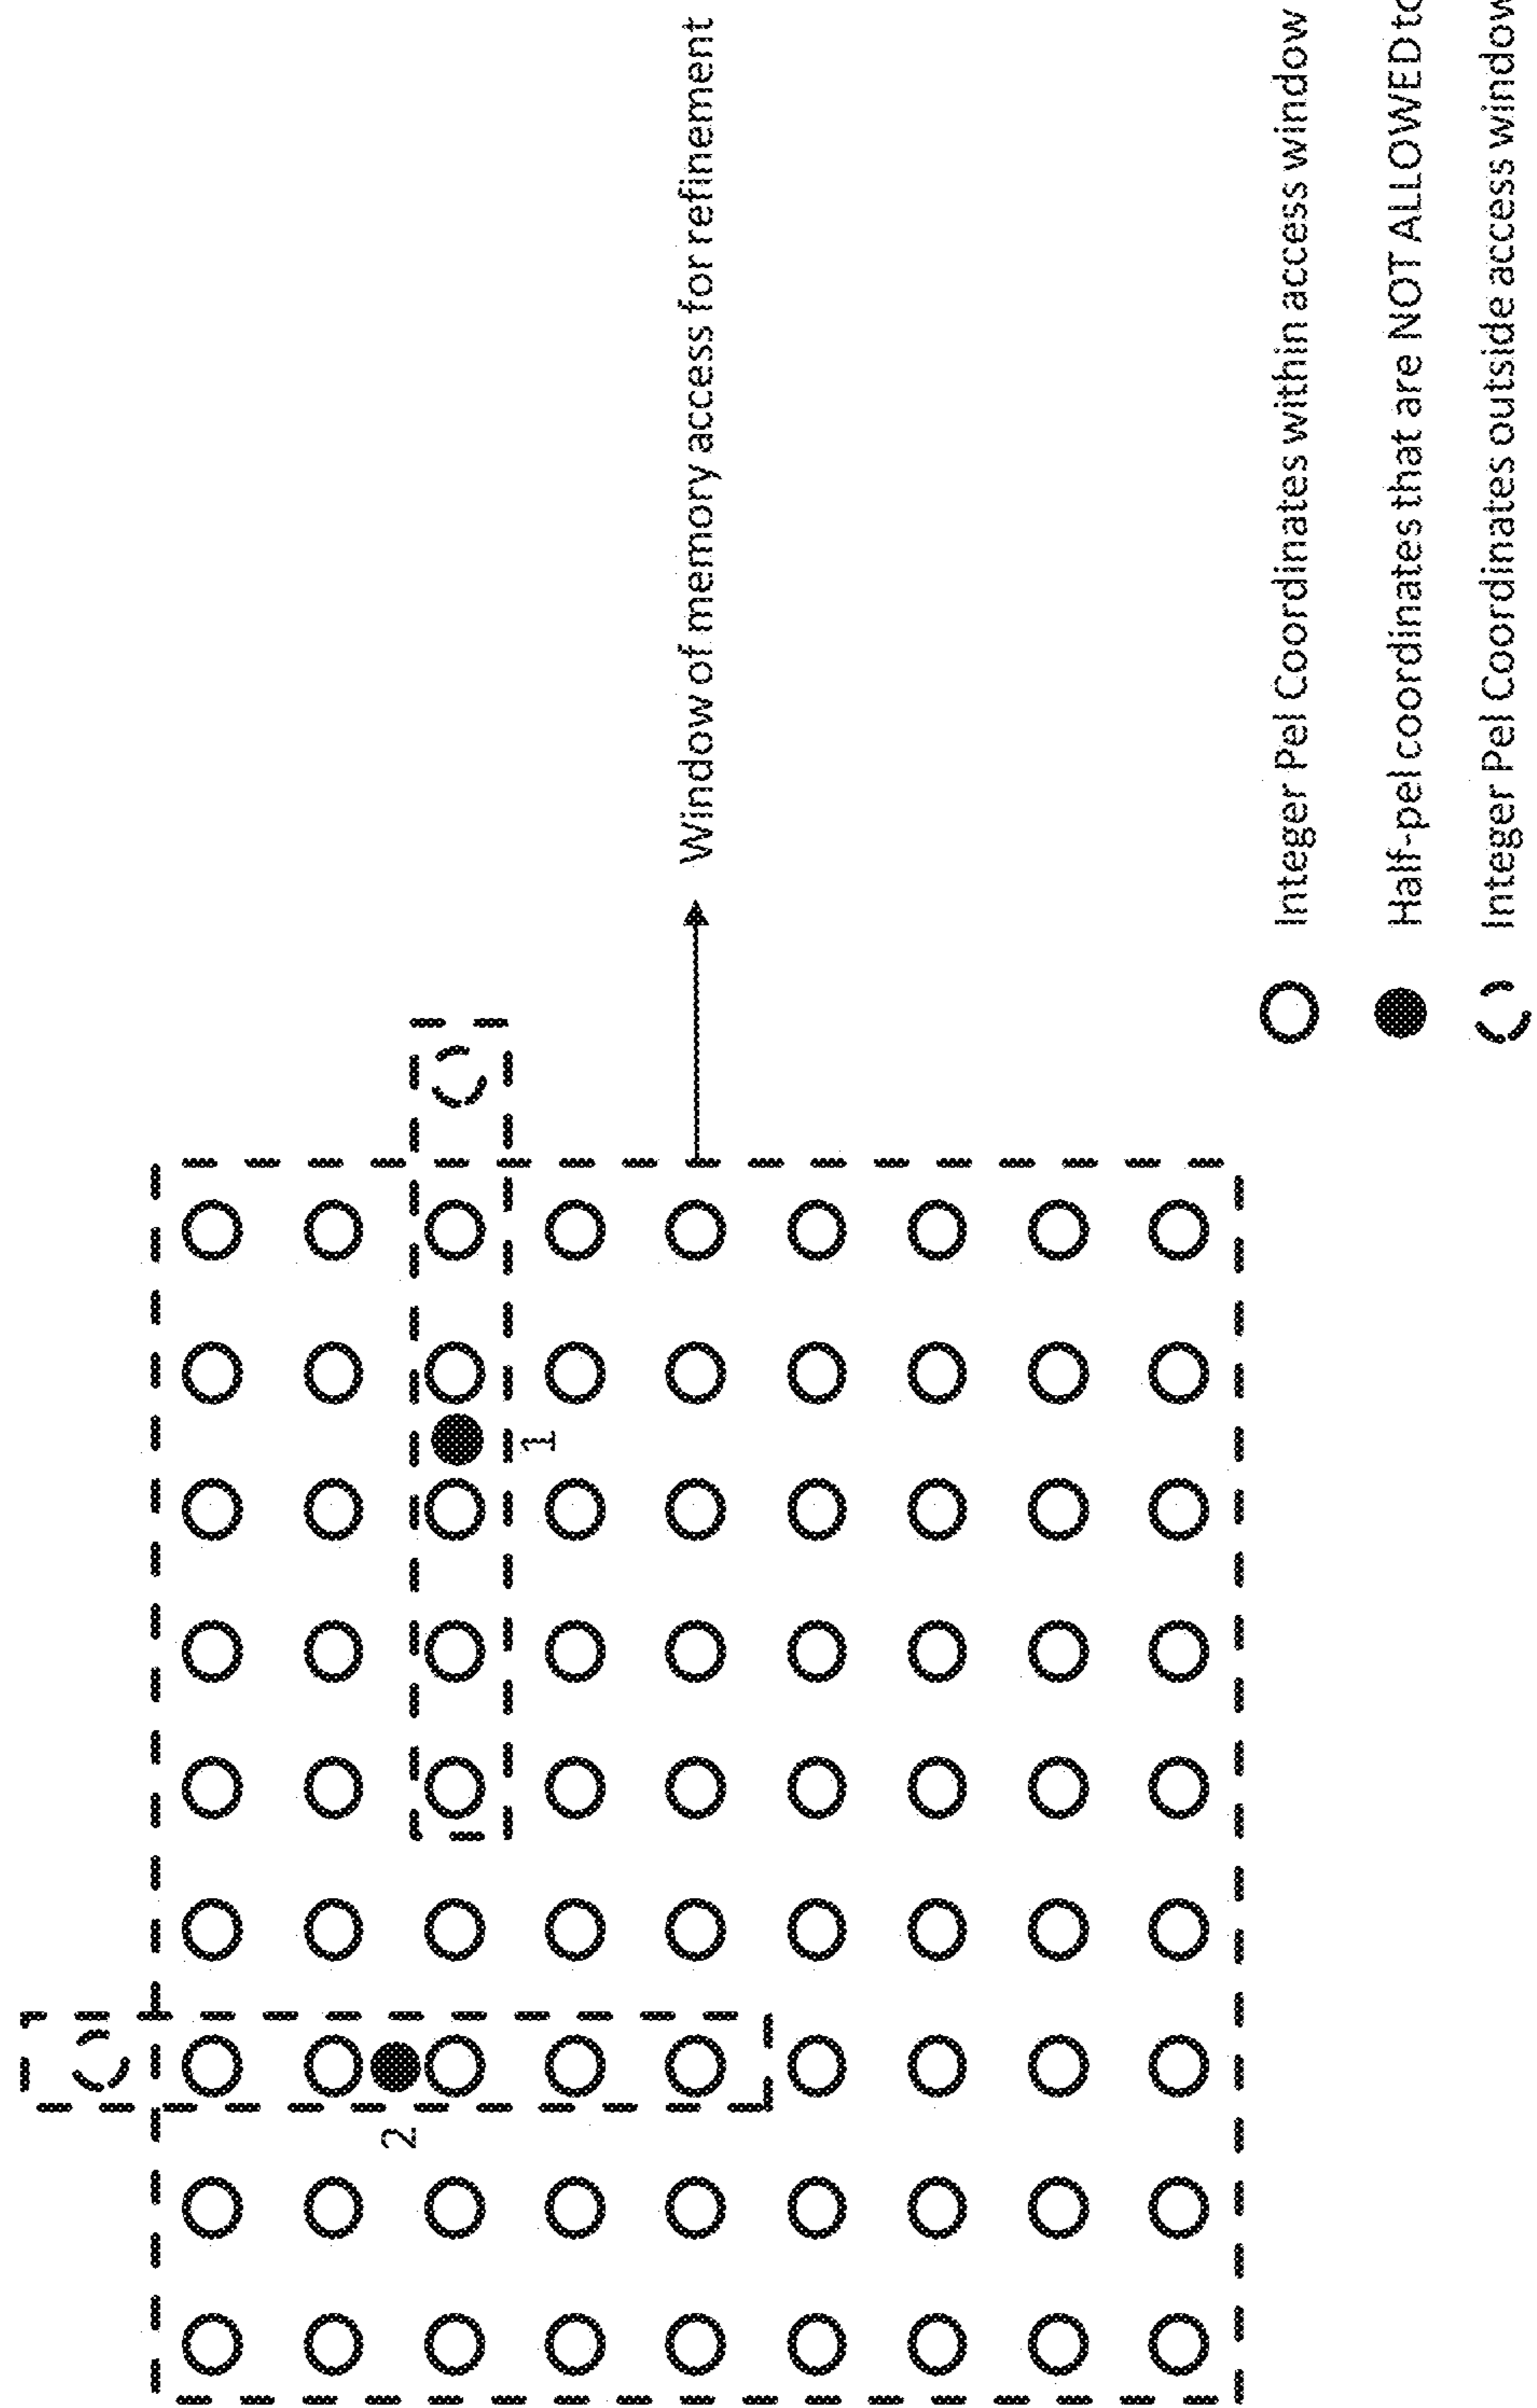 Window of memory access for refinement
1
2
Integer Pel Coordinates within access window
Half-pel coordinates that are NOT ALLOWED to
Integer Pel Coordinates outside access window